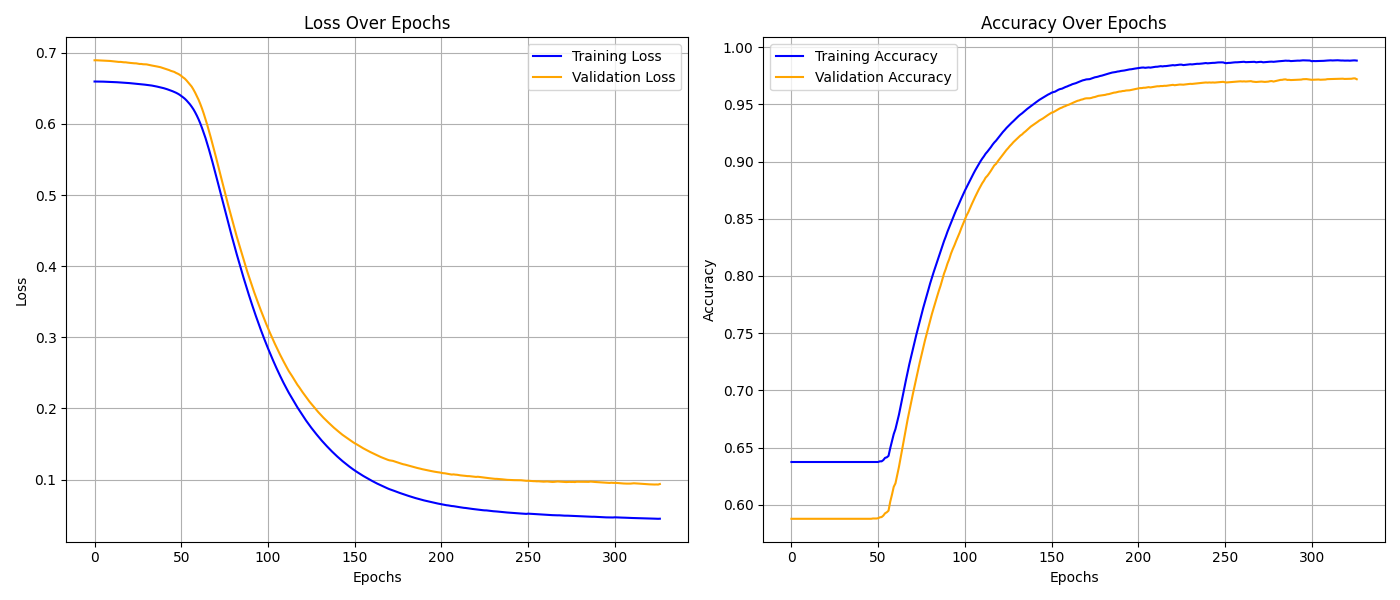 Loss Over Epochs
Training Loss
Validation Loss
0.7
0.6
0.5
0.4
0.3
0.2
0.1
Loss
0 50 100 150 200 250 300
Epochs
Accuracy Over Epochs
Training Accuracy
Validation Accuracy
1.00
0.95
0.90
0.85
0.80
0.75
0.70
0.65
0.60
Accuracy
0 50 100 150 200 250 300
Epochs